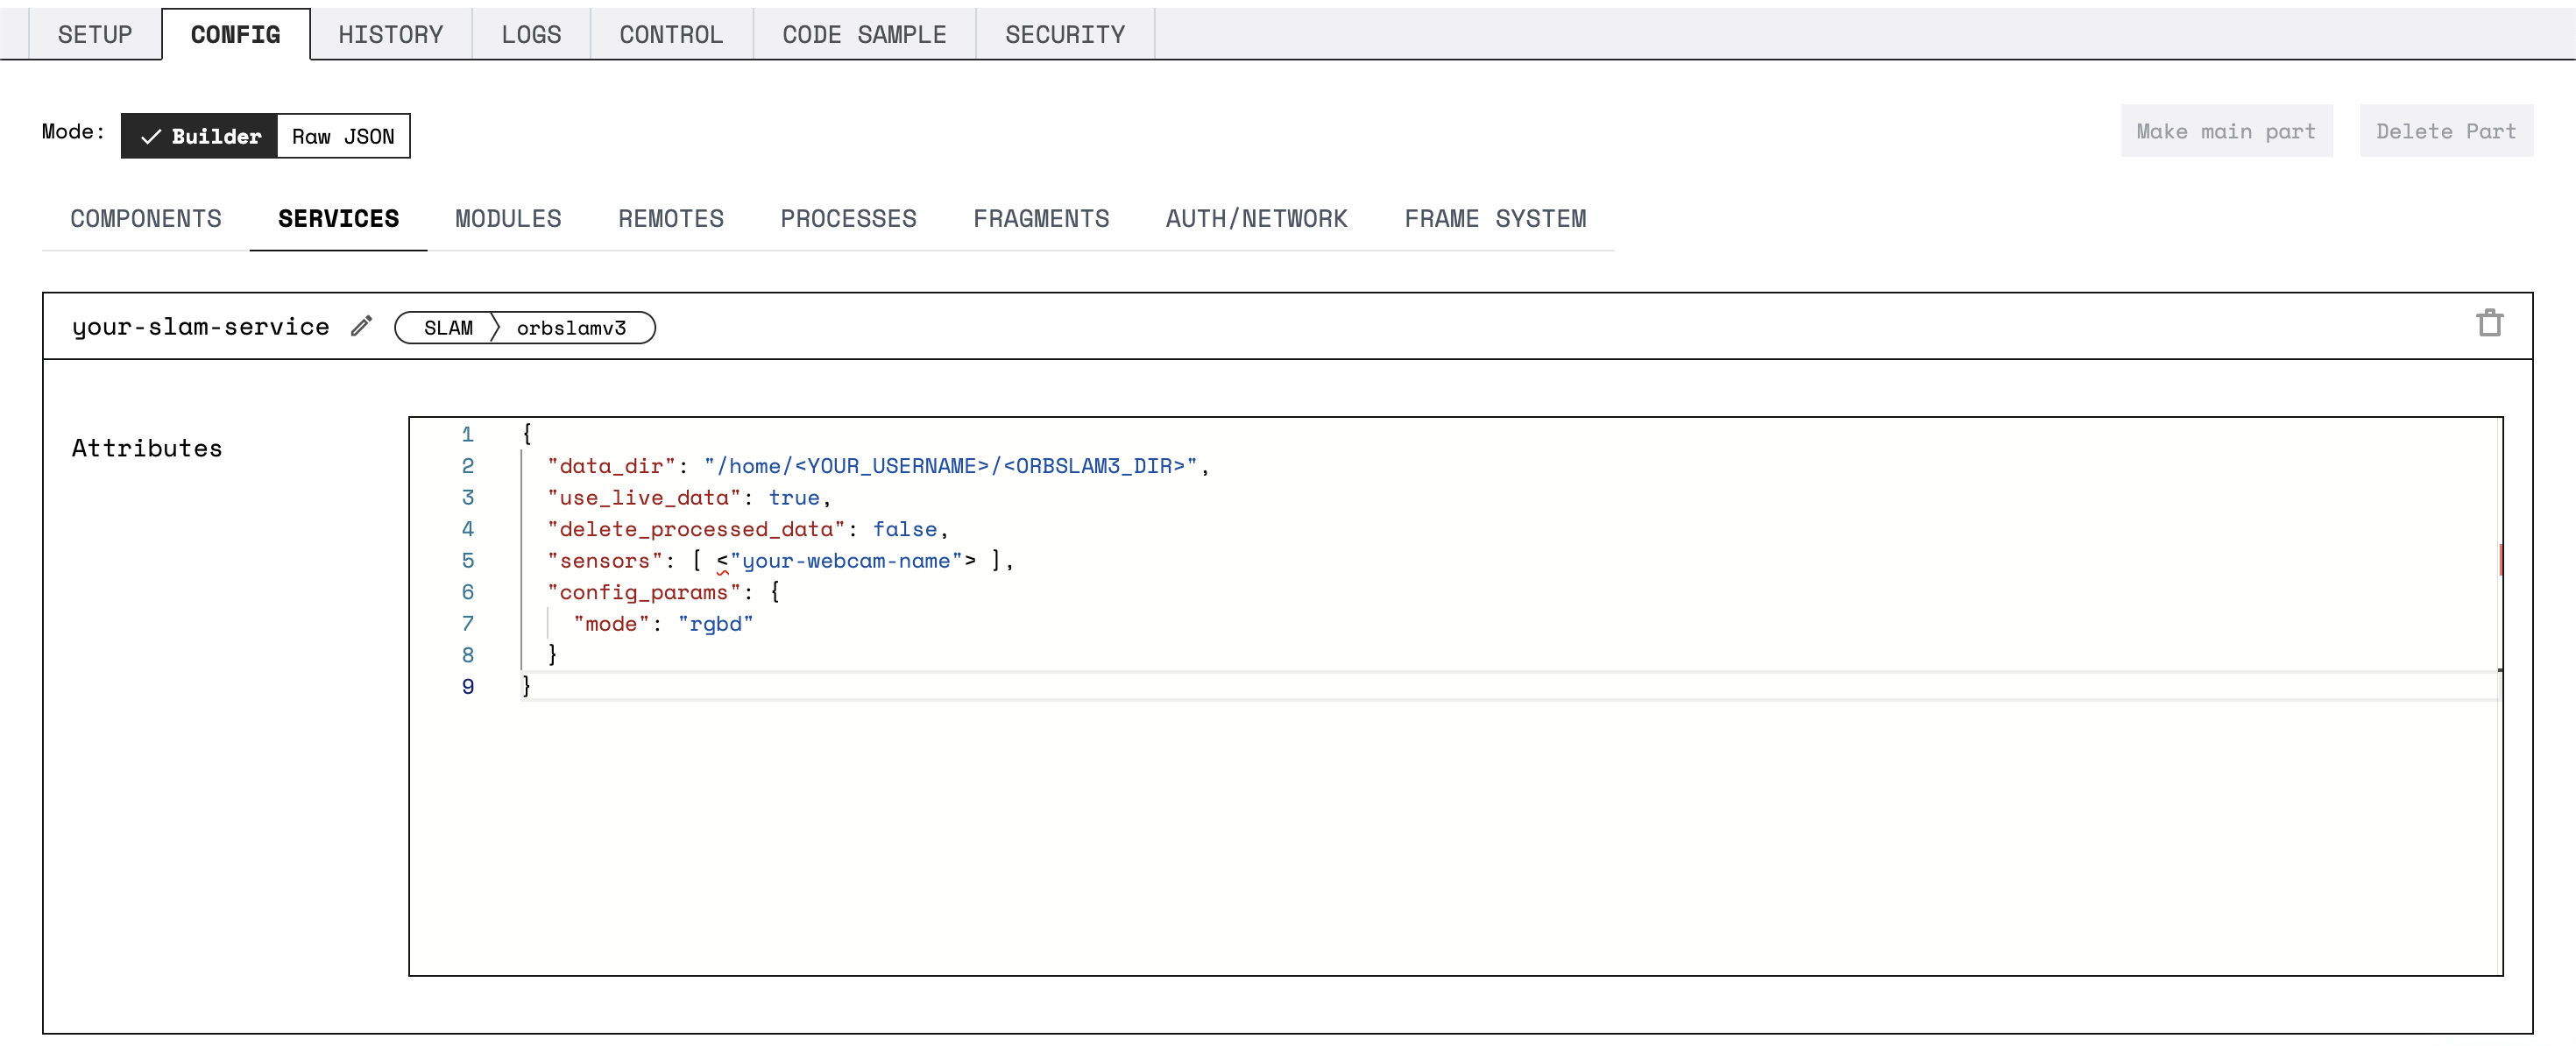 SETUP CONFIG HISTORY LOGS CONTROL CODE SAMPLE SECURITY
Mode: Builder Raw JSON Make main part Delete Part
COMPONENTS SERVICES MODULES REMOTES PROCESSES FRAGMENTS AUTH/NETWORK FRAME SYSTEM
your-slam-service SLAM orbslamv3
Attributes
1 {
2 "data_dir": "/home/<YOUR_USERNAME>/<ORBSLAM3_DIR>",
3 "use_live_data": true,
4 "delete_processed_data": false,
5 "sensors": [ <"your-webcam-name"> ],
6 "config_params": {
7 "mode": "rgbd"
8 }
9 }